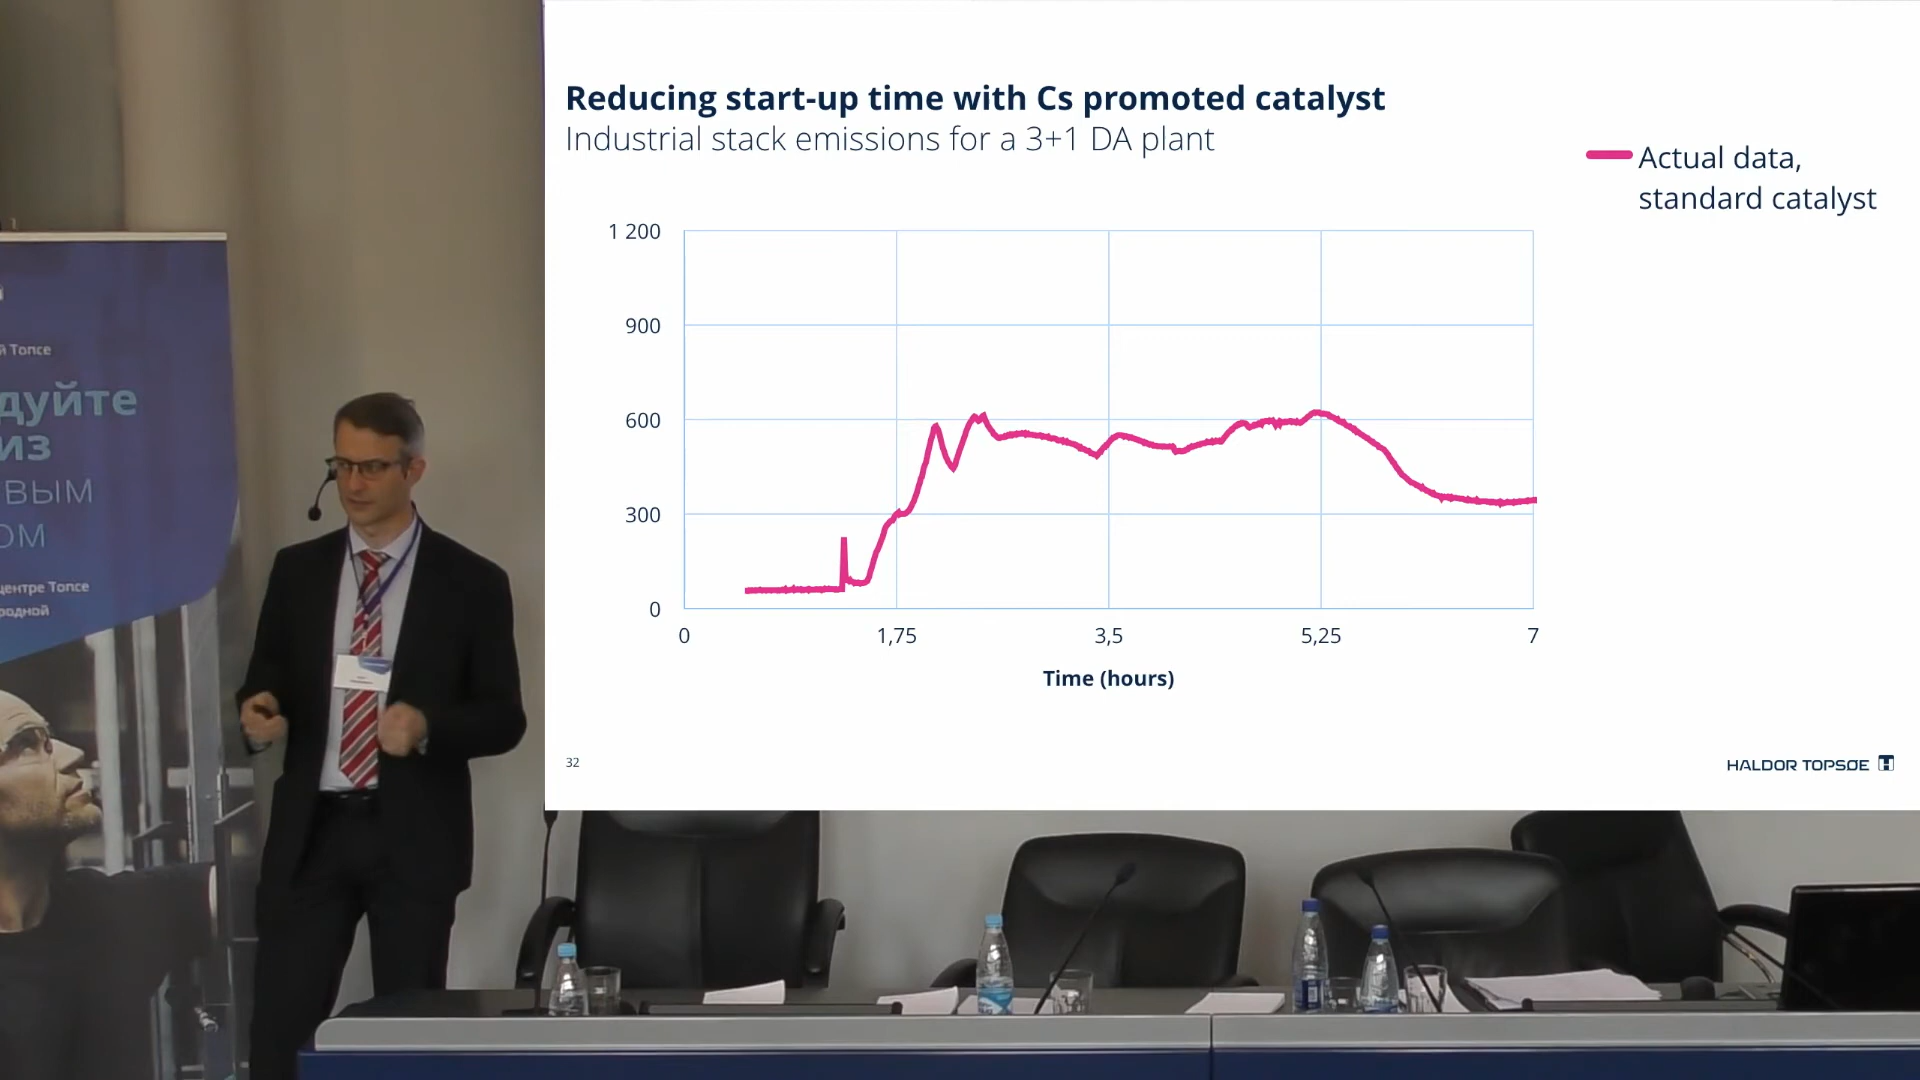 Reducing start-up time with Cs promoted catalyst
Industrial stack emissions for a 3+1 DA plant
Actual data,
standard catalyst
1 200
900
600
300
0
0 1,75 3,5 5,25 7
Time (hours)
32
HALDOR TOPSØE
Топсе
дуйте
из
ВЫМ
ОМ
центре Топсе
родной